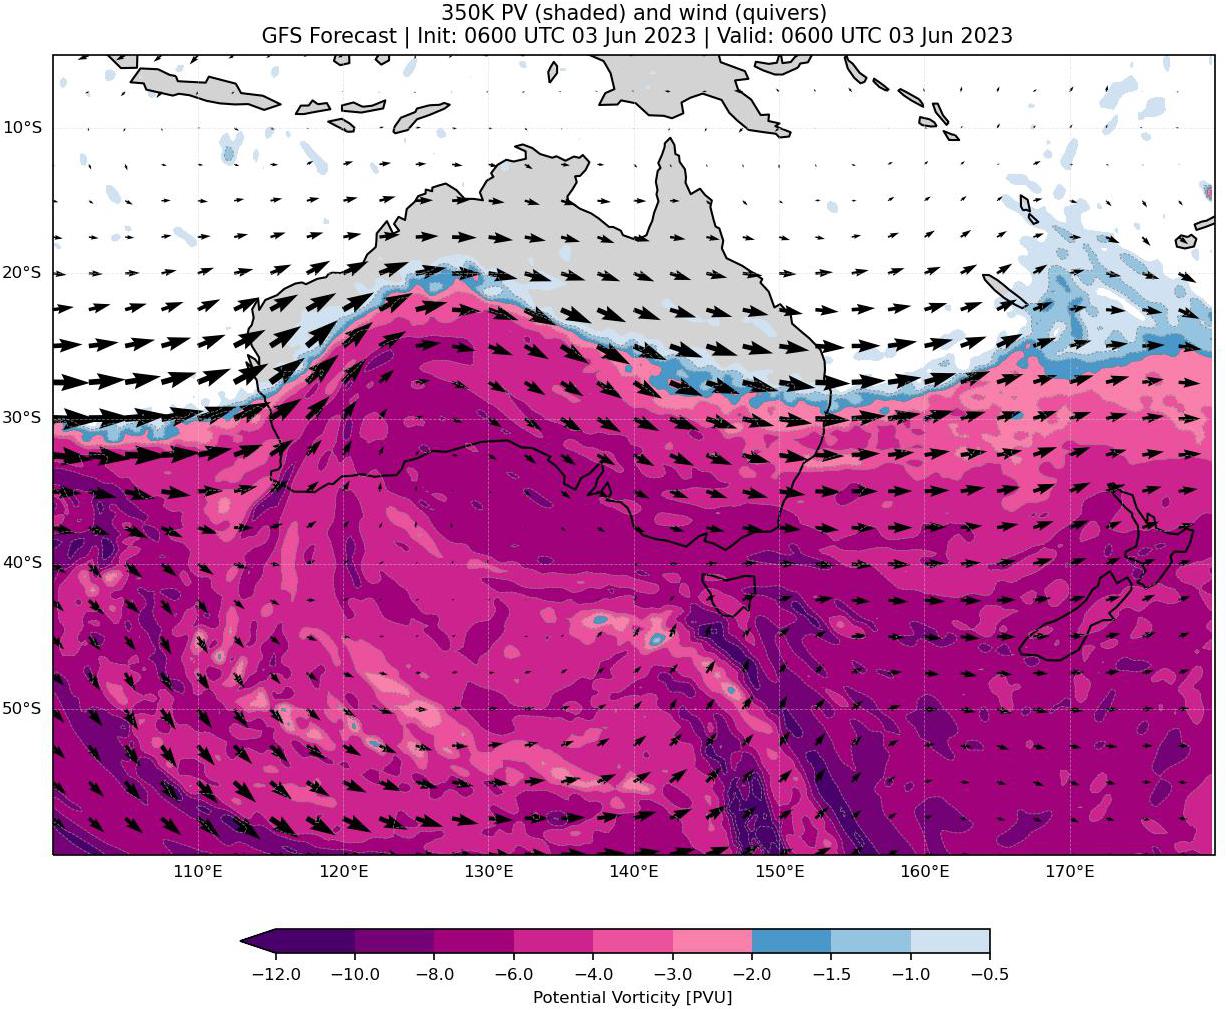 350K PV (shaded) and wind (quivers)
GFS Forecast | Init: 0600 UTC 03 Jun 2023 | Valid: 0600 UTC 03 Jun 2023
10°S
20°S
30°S
40°S
50°S
110°E 120°E 130°E 140°E 150°E 160°E 170°E
−12.0 −10.0 −8.0 −6.0 −4.0 −3.0 −2.0 −1.5 −1.0 −0.5
Potential Vorticity [PVU]